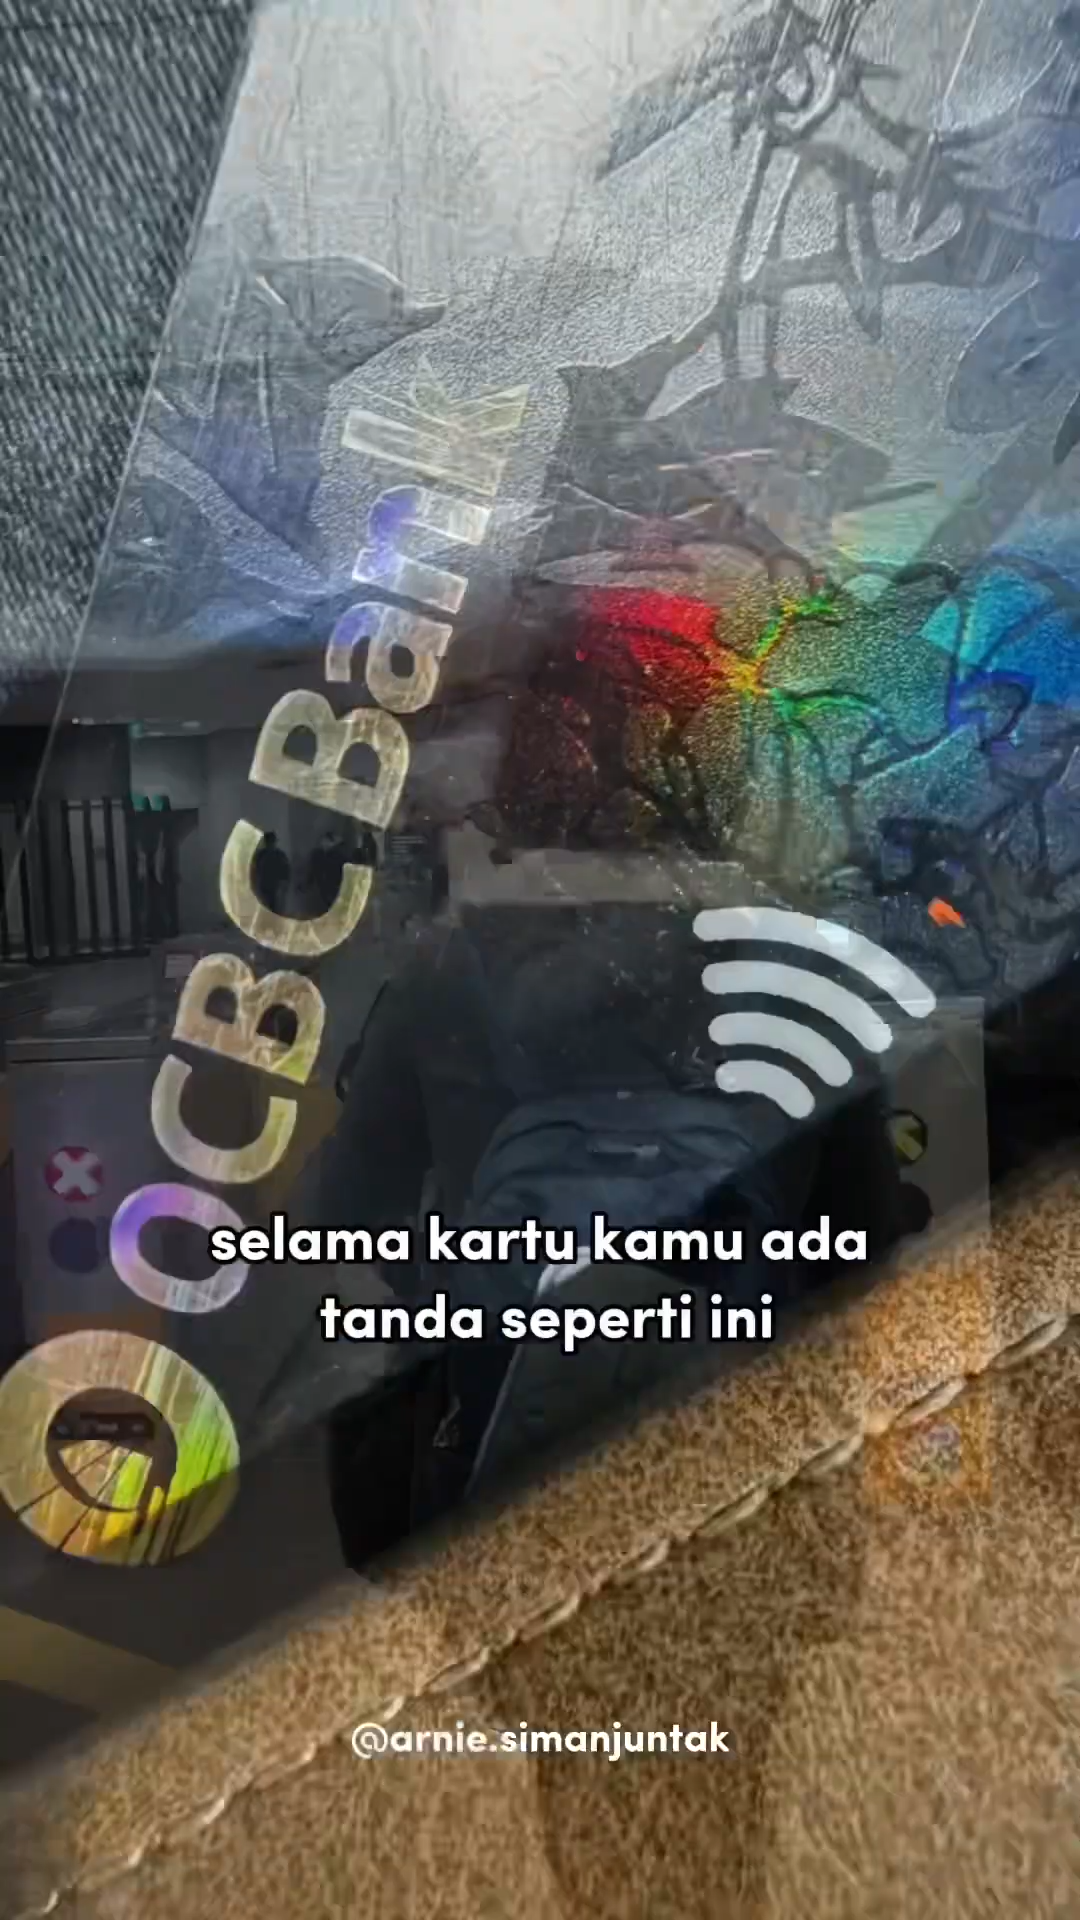 OCBC Bank
selama kartu kamu ada
tanda seperti ini
@arnie.simanjuntak